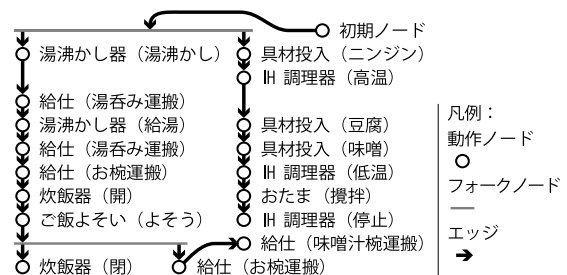 初期ノード
湯沸かし器（湯沸かし）
給仕（湯呑み運搬）
湯沸かし器（給湯）
給仕（湯呑み運搬）
給仕（お椀運搬）
炊飯器（開）
ご飯よそい（よそう）
炊飯器（閉）
給仕（お椀運搬）
具材投入（ニンジン）
IH 調理器（高温）
具材投入（豆腐）
具材投入（味噌）
IH 調理器（低温）
おたま（攪拌）
IH 調理器（停止）
給仕（味噌汁椀運搬）
凡例：
動作ノード
フォークノード
エッジ